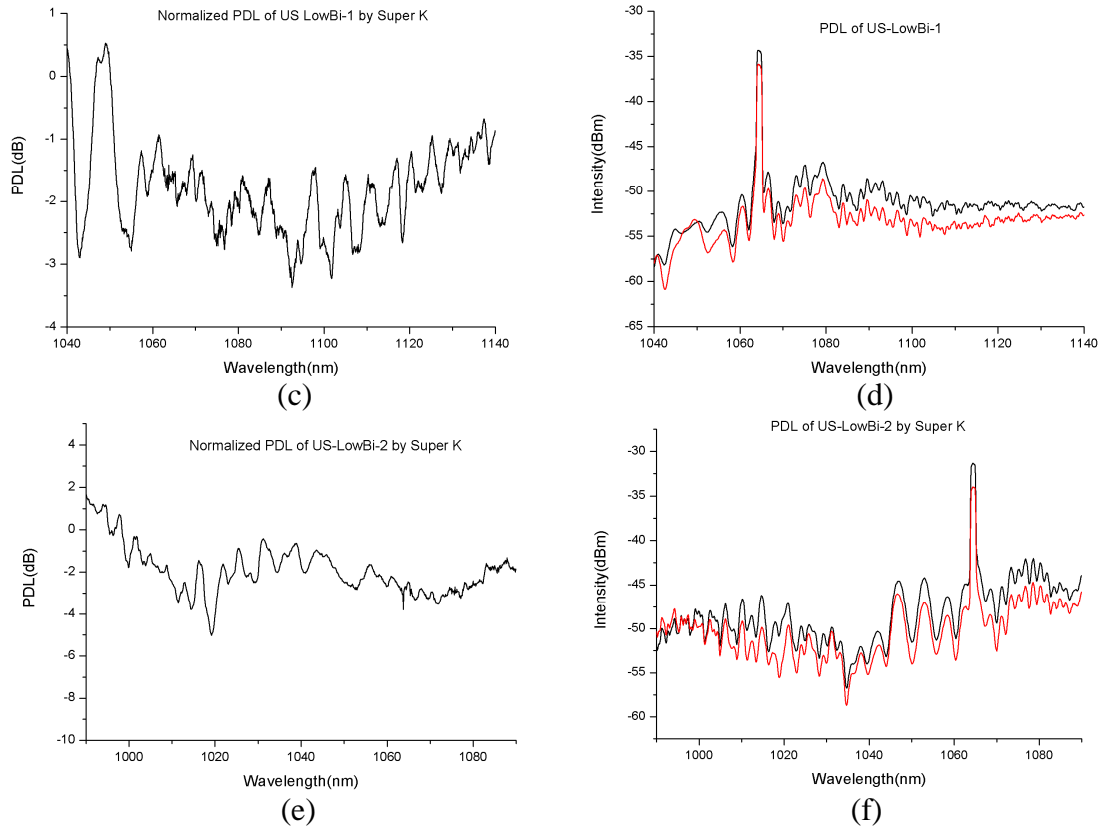 Normalized PDL of US LowBi-1 by Super K
1
0
-1
-2
-3
-4
PDL(dB)
1040 1060 1080 1100 1120 1140
Wavelength(nm)
(c)
PDL of US-LowBi-1
-30
-35
-40
-45
-50
-55
-60
-65
Intensity(dBm)
1040 1060 1080 1100 1120 1140
Wavelength(nm)
(d)
Normalized PDL of US-LowBi-2 by Super K
4
2
0
-2
-4
-6
-8
-10
PDL(dB)
1000 1020 1040 1060 1080
Wavelength(nm)
(e)
PDL of US-LowBi-2 by Super K
-30
-35
-40
-45
-50
-55
-60
Intensity(dBm)
1000 1020 1040 1060 1080
Wavelength(nm)
(f)